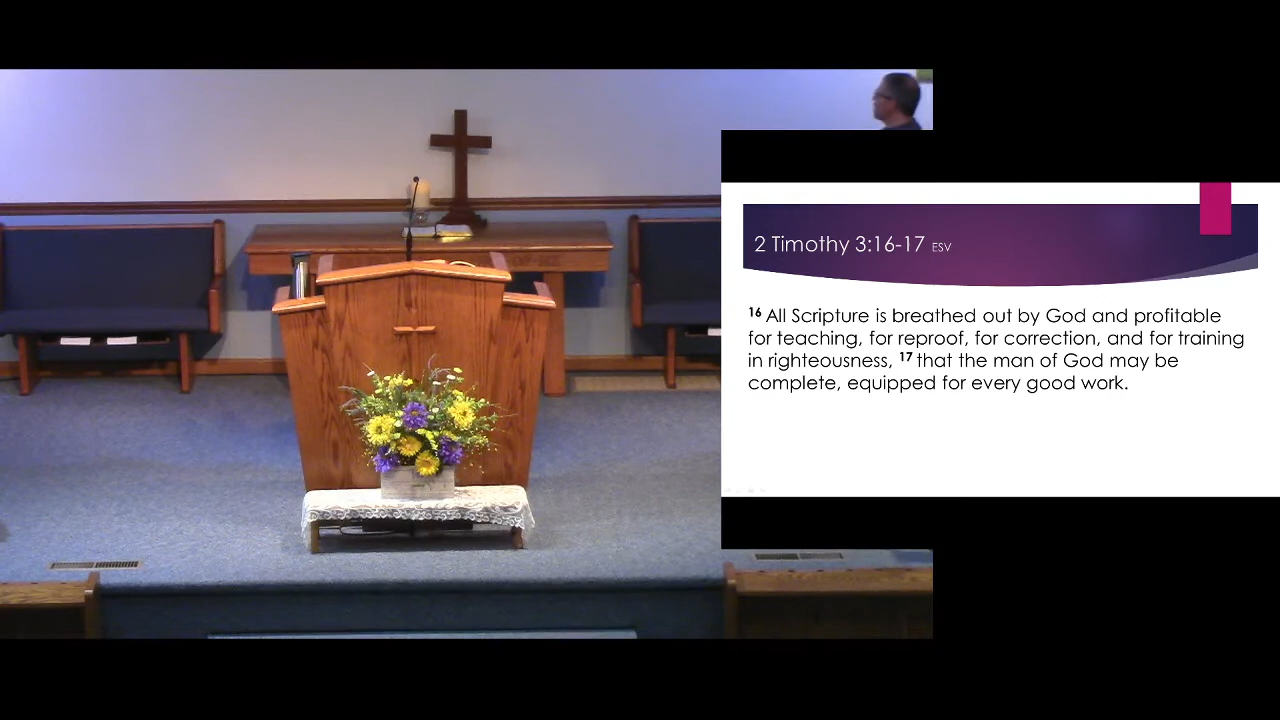 2 Timothy 3:16-17 ESV
16 All Scripture is breathed out by God and profitable
for teaching, for reproof, for correction, and for training
in righteousness, 17 that the man of God may be
complete, equipped for every good work.